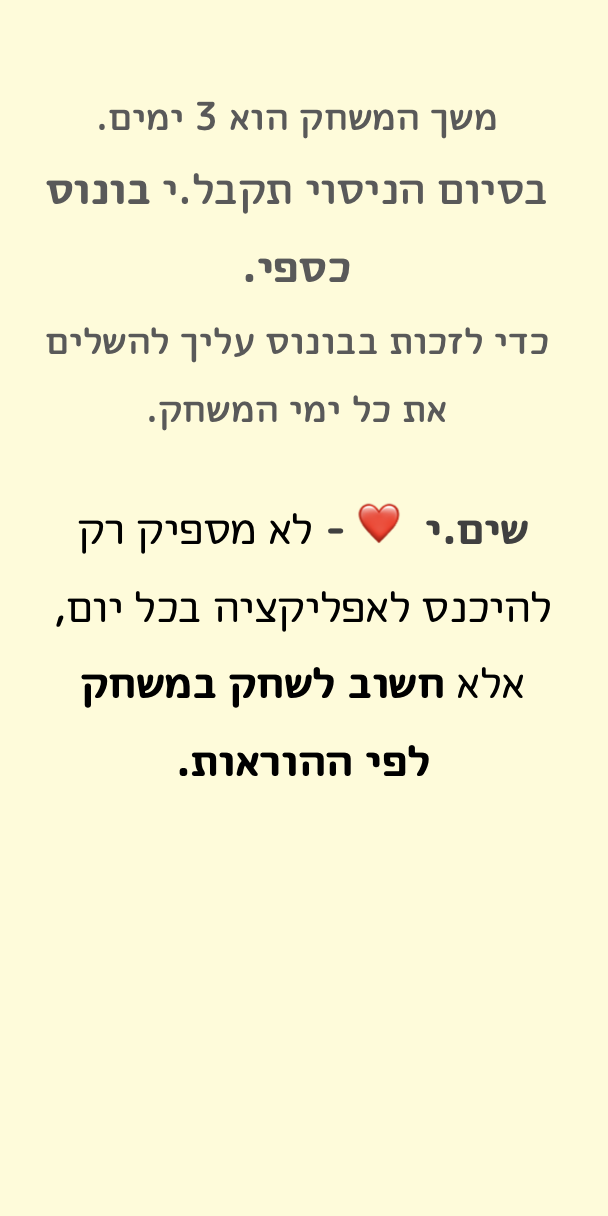 משך המשחק הוא 3 ימים.
בסיום הניסוי תקבל.י בונוס
כספי.
כדי לזכות בבונוס עליך להשלים
את כל ימי המשחק.
שים.י ❤️ - לא מספיק רק
להיכנס לאפליקציה בכל יום,
אלא חשוב לשחק במשחק
לפי ההוראות.